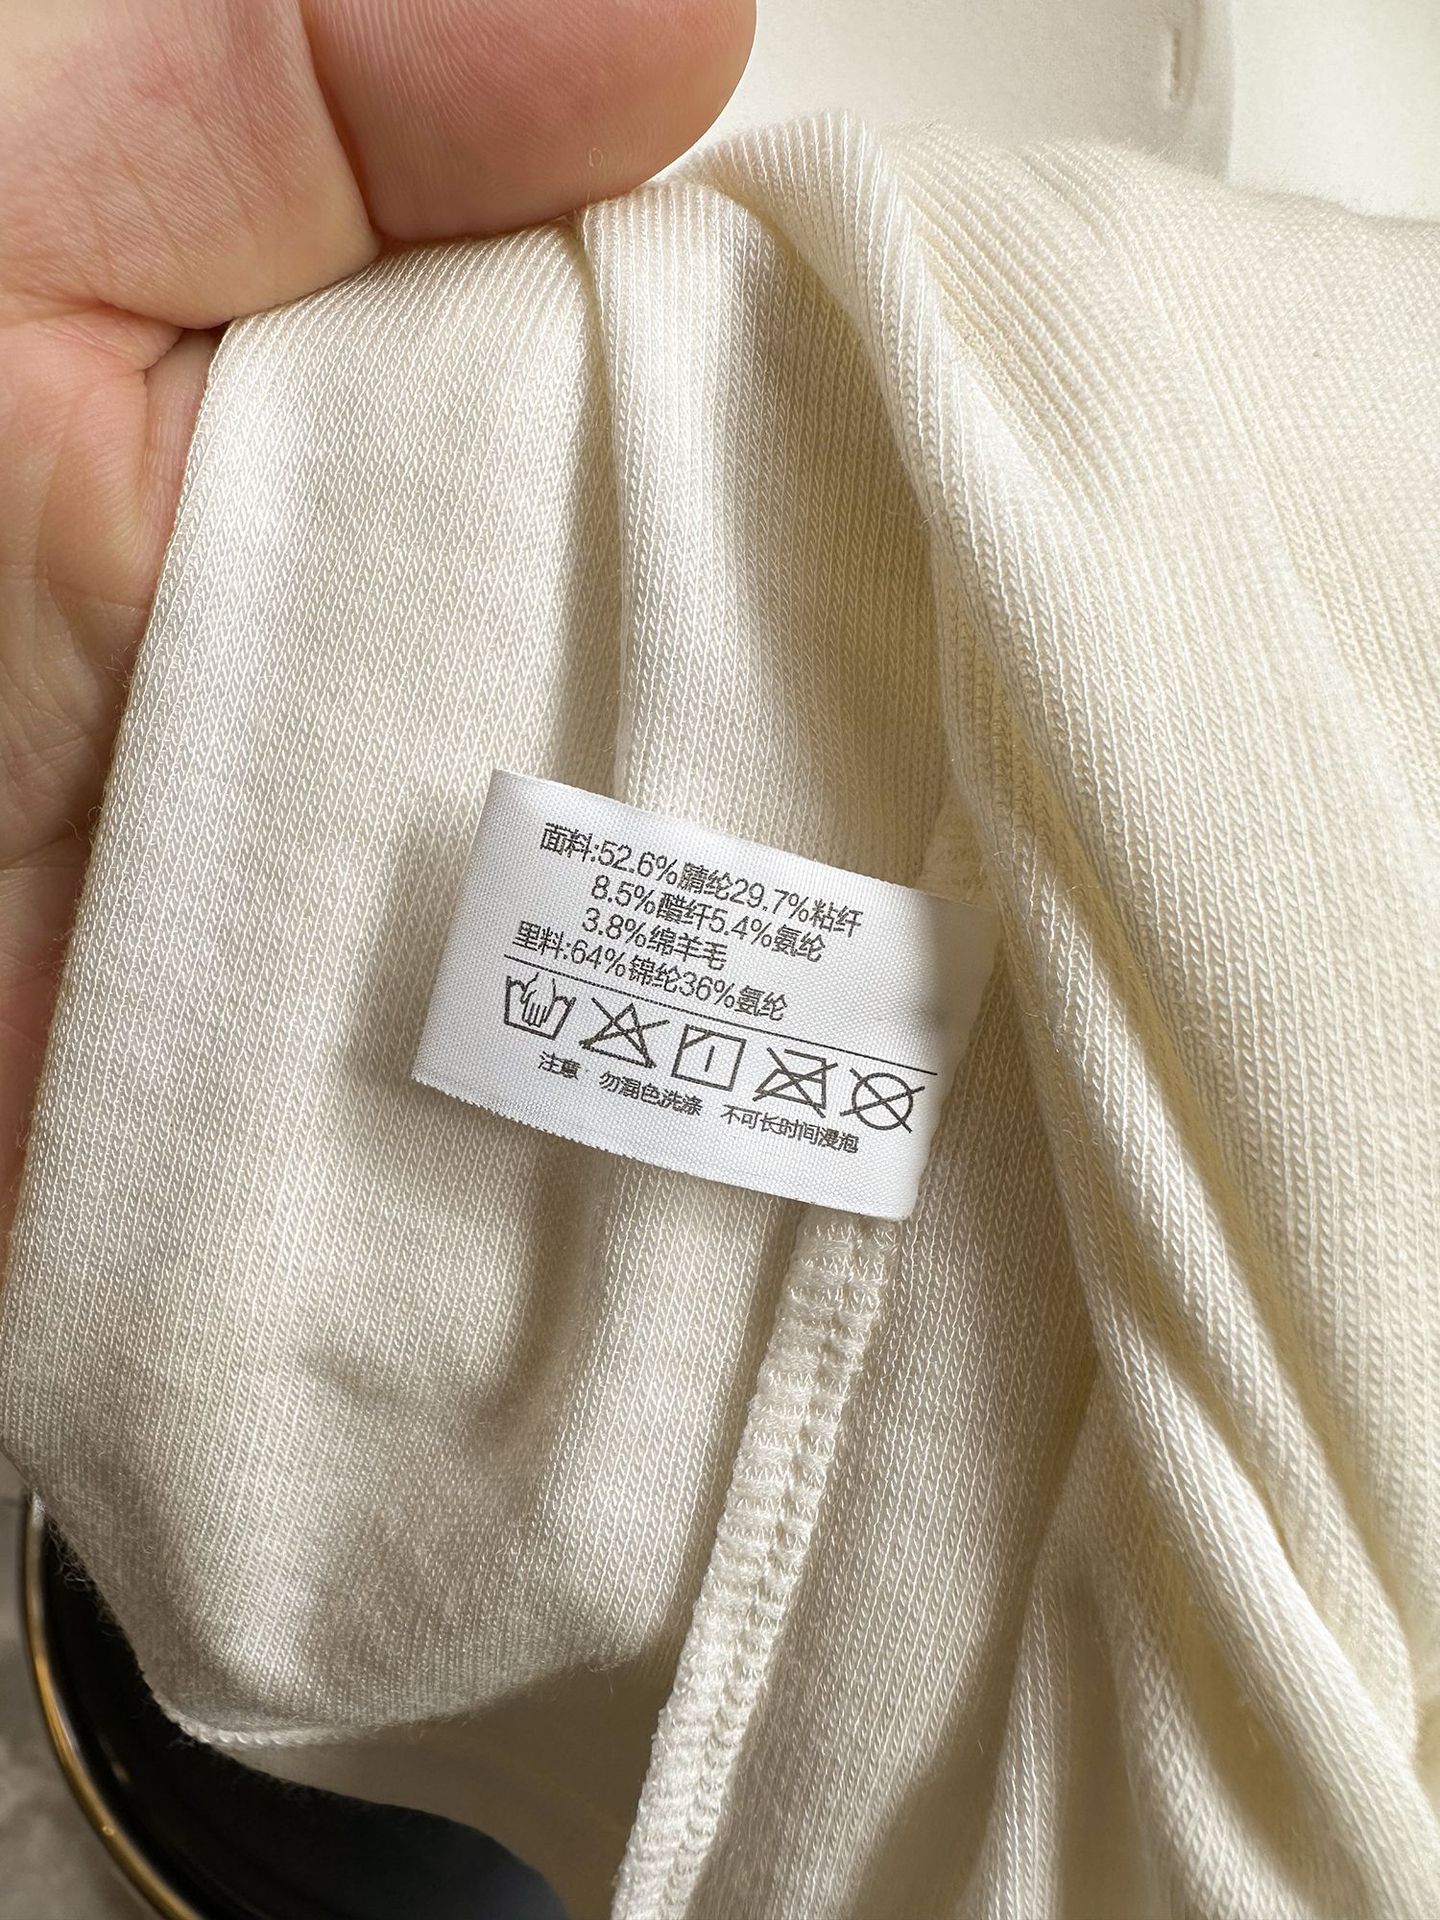 面料:52.6%腈纶29.7%粘纤
8.5%醋纤5.4%氨纶
3.8%绵羊毛
里料:64%锦纶36%氨纶
注意 勿混色洗涤 不可长时间浸泡